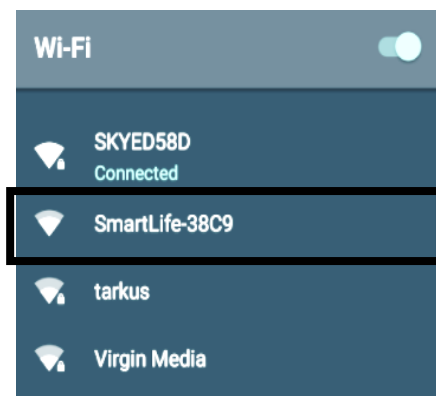 Wi-Fi
SKYED58D
Connected
SmartLife-38C9
tarkus
Virgin Media